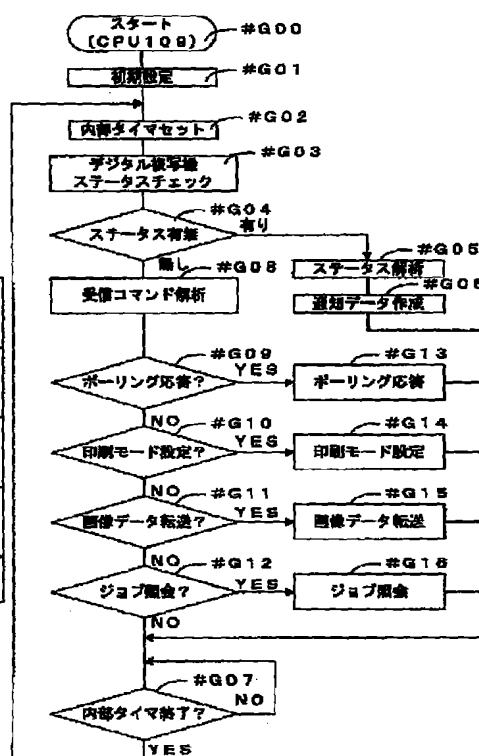 スタート
(CPU109)
#G00
初期設定
#G01
#G02
内部タイマセット
#G03
デジタル複写機
ステータスチェック
#G04
ステータス有無
有り
無し
#G05
ステータス解析
#G06
通知データ作成
#G08
受信コマンド解析
#G09
ポーリング応答?
YES
#G13
ポーリング応答
NO
#G10
印刷モード設定?
YES
#G14
印刷モード設定
NO
#G11
画像データ転送?
YES
#G15
画像データ転送
NO
#G12
ジョブ照会?
YES
#G16
ジョブ照会
NO
#G07
内部タイマ終了?
NO
YES